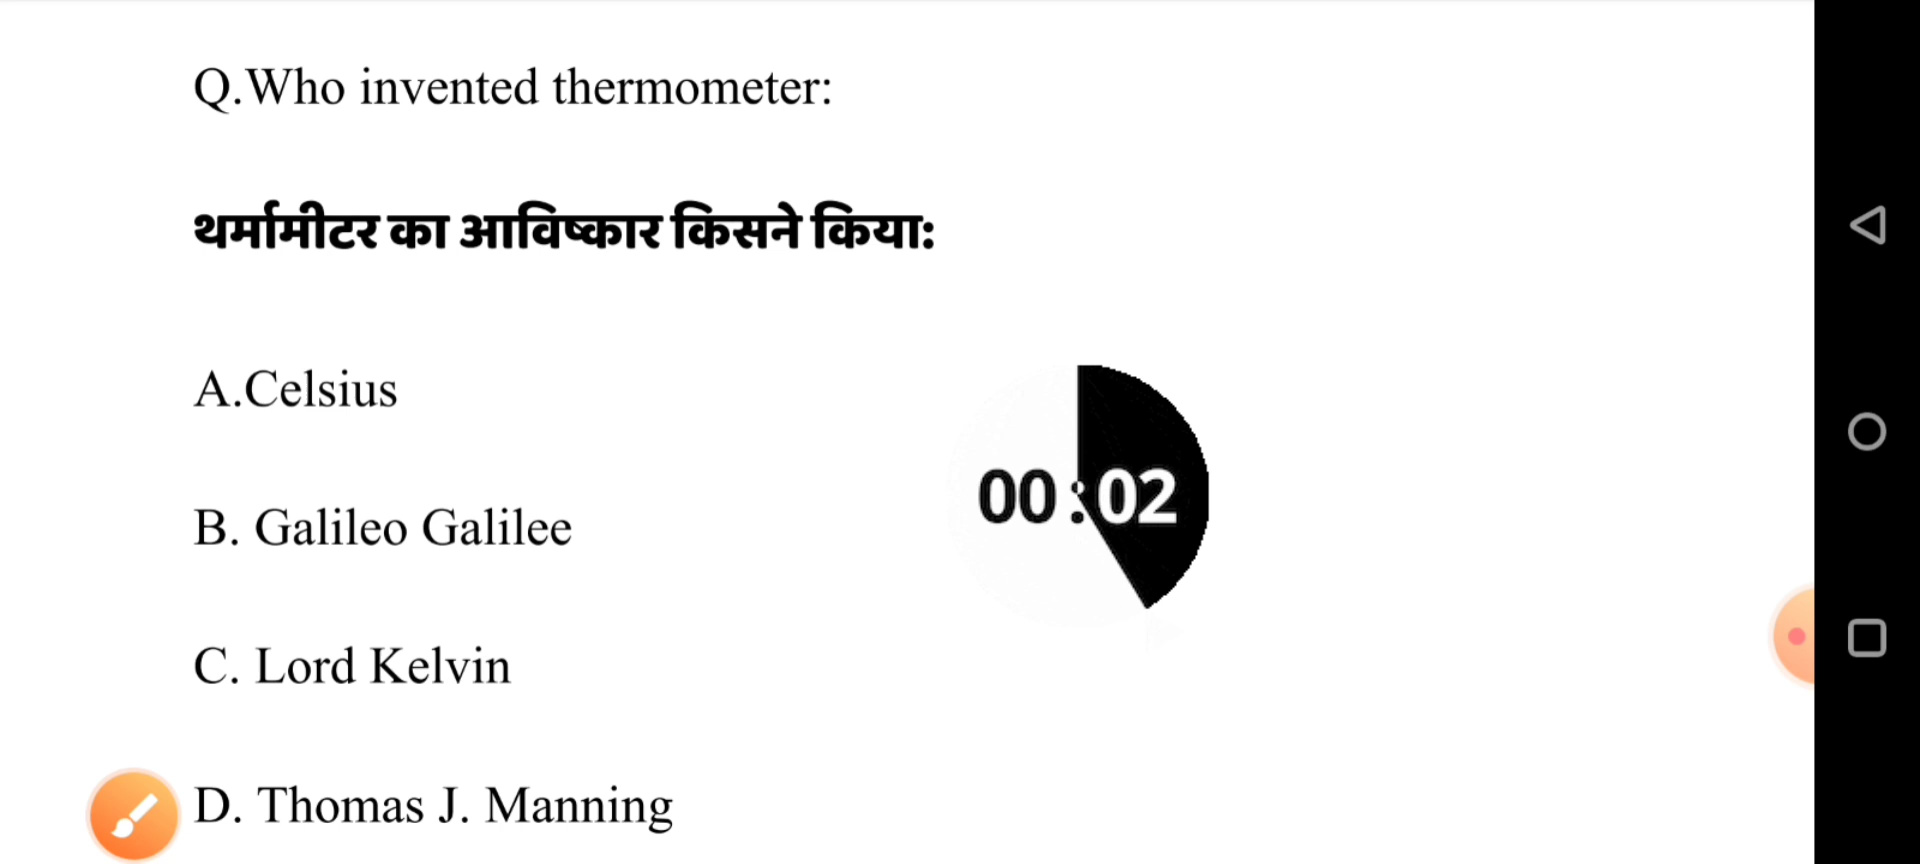 Q.Who invented thermometer:
थर्मामीटर का आविष्कार किसने किया:
A.Celsius
B. Galileo Galilee
00:02
C. Lord Kelvin
D. Thomas J. Manning